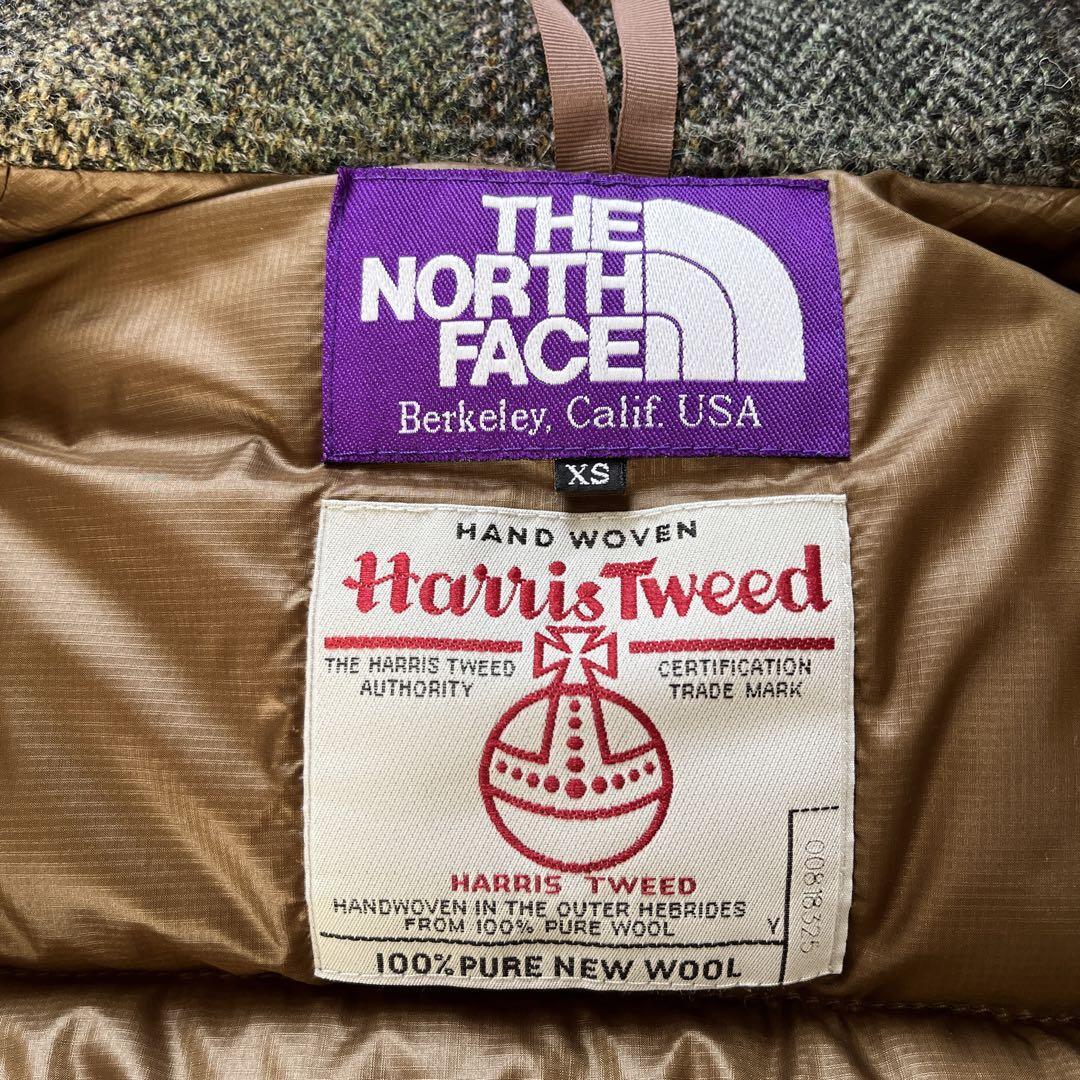 THE
NORTH
FACE
Berkeley, Calif. USA
XS
HAND WOVEN
Harris Tweed
THE HARRIS TWEED
AUTHORITY
CERTIFICATION
TRADE MARK
HARRIS TWEED
HANDWOVEN IN THE OUTER HEBRIDES
FROM 100% PURE WOOL
Y
00818325
100% PURE NEW WOOL